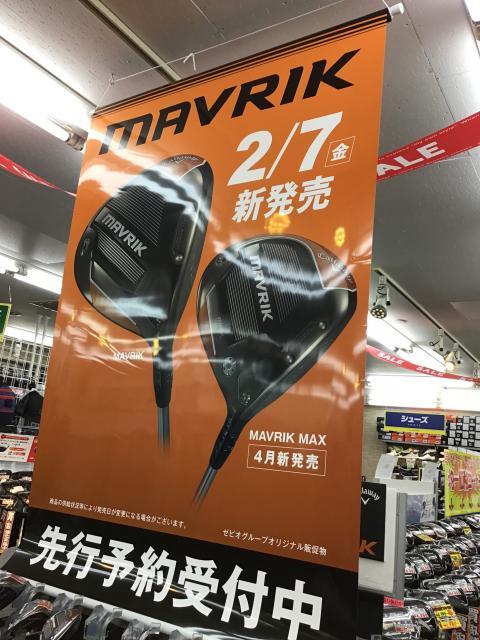 MAVRIK
2/7金
新発売
MAVRIK
MAVRIK
MAVRIK
MAVRIK MAX
4月新発売
商品の供給状況等により発売日が変更になる場合がございます。
ゼビオグループオリジナル販促物
先行予約受付中
SALE
SALE
SALE
シューズ
Callaway